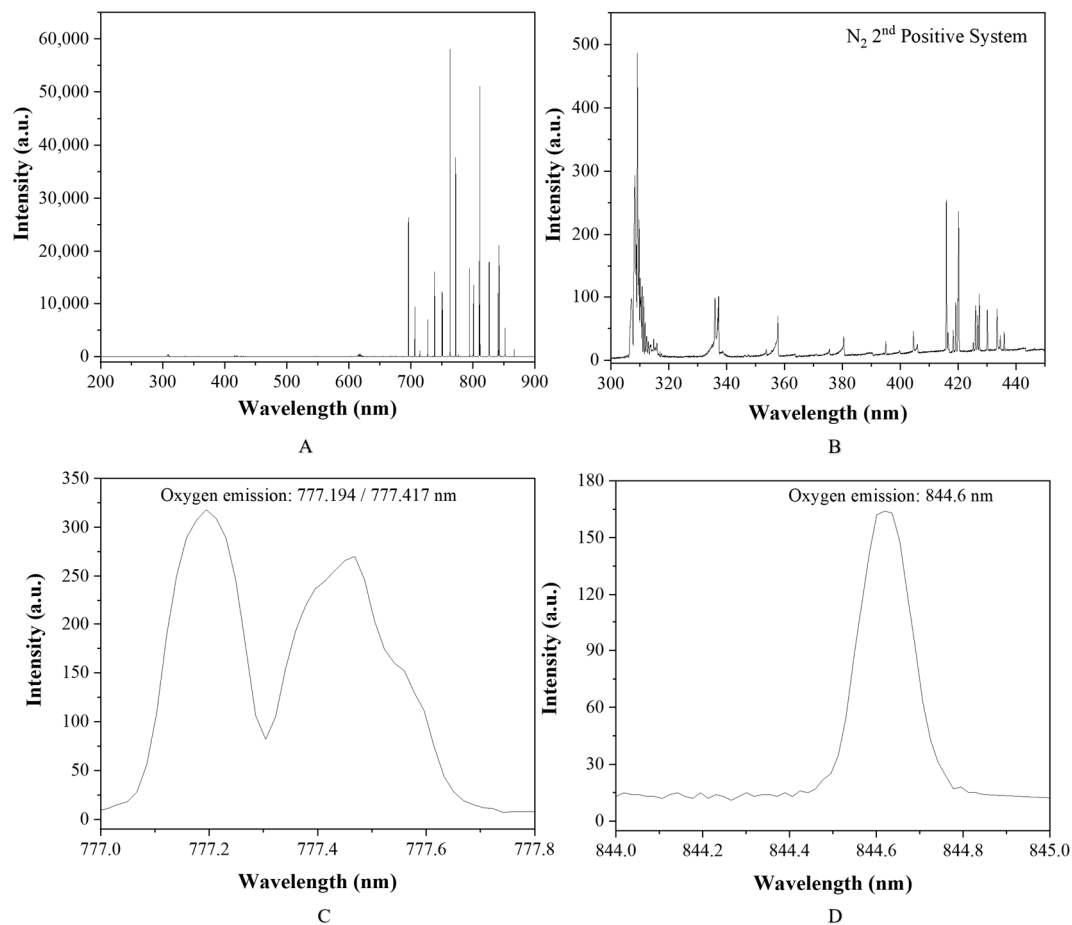 60,000
50,000
40,000
30,000
20,000
10,000
0
Intensity (a.u.)
200 300 400 500 600 700 800 900
Wavelength (nm)
A
N₂ 2ⁿᵈ Positive System
500
400
300
200
100
0
Intensity (a.u.)
300 320 340 360 380 400 420 440
Wavelength (nm)
B
Oxygen emission: 777.194 / 777.417 nm
350
300
250
200
150
100
50
0
Intensity (a.u.)
777.0 777.2 777.4 777.6 777.8
Wavelength (nm)
C
Oxygen emission: 844.6 nm
180
150
120
90
60
30
0
Intensity (a.u.)
844.0 844.2 844.4 844.6 844.8 845.0
Wavelength (nm)
D